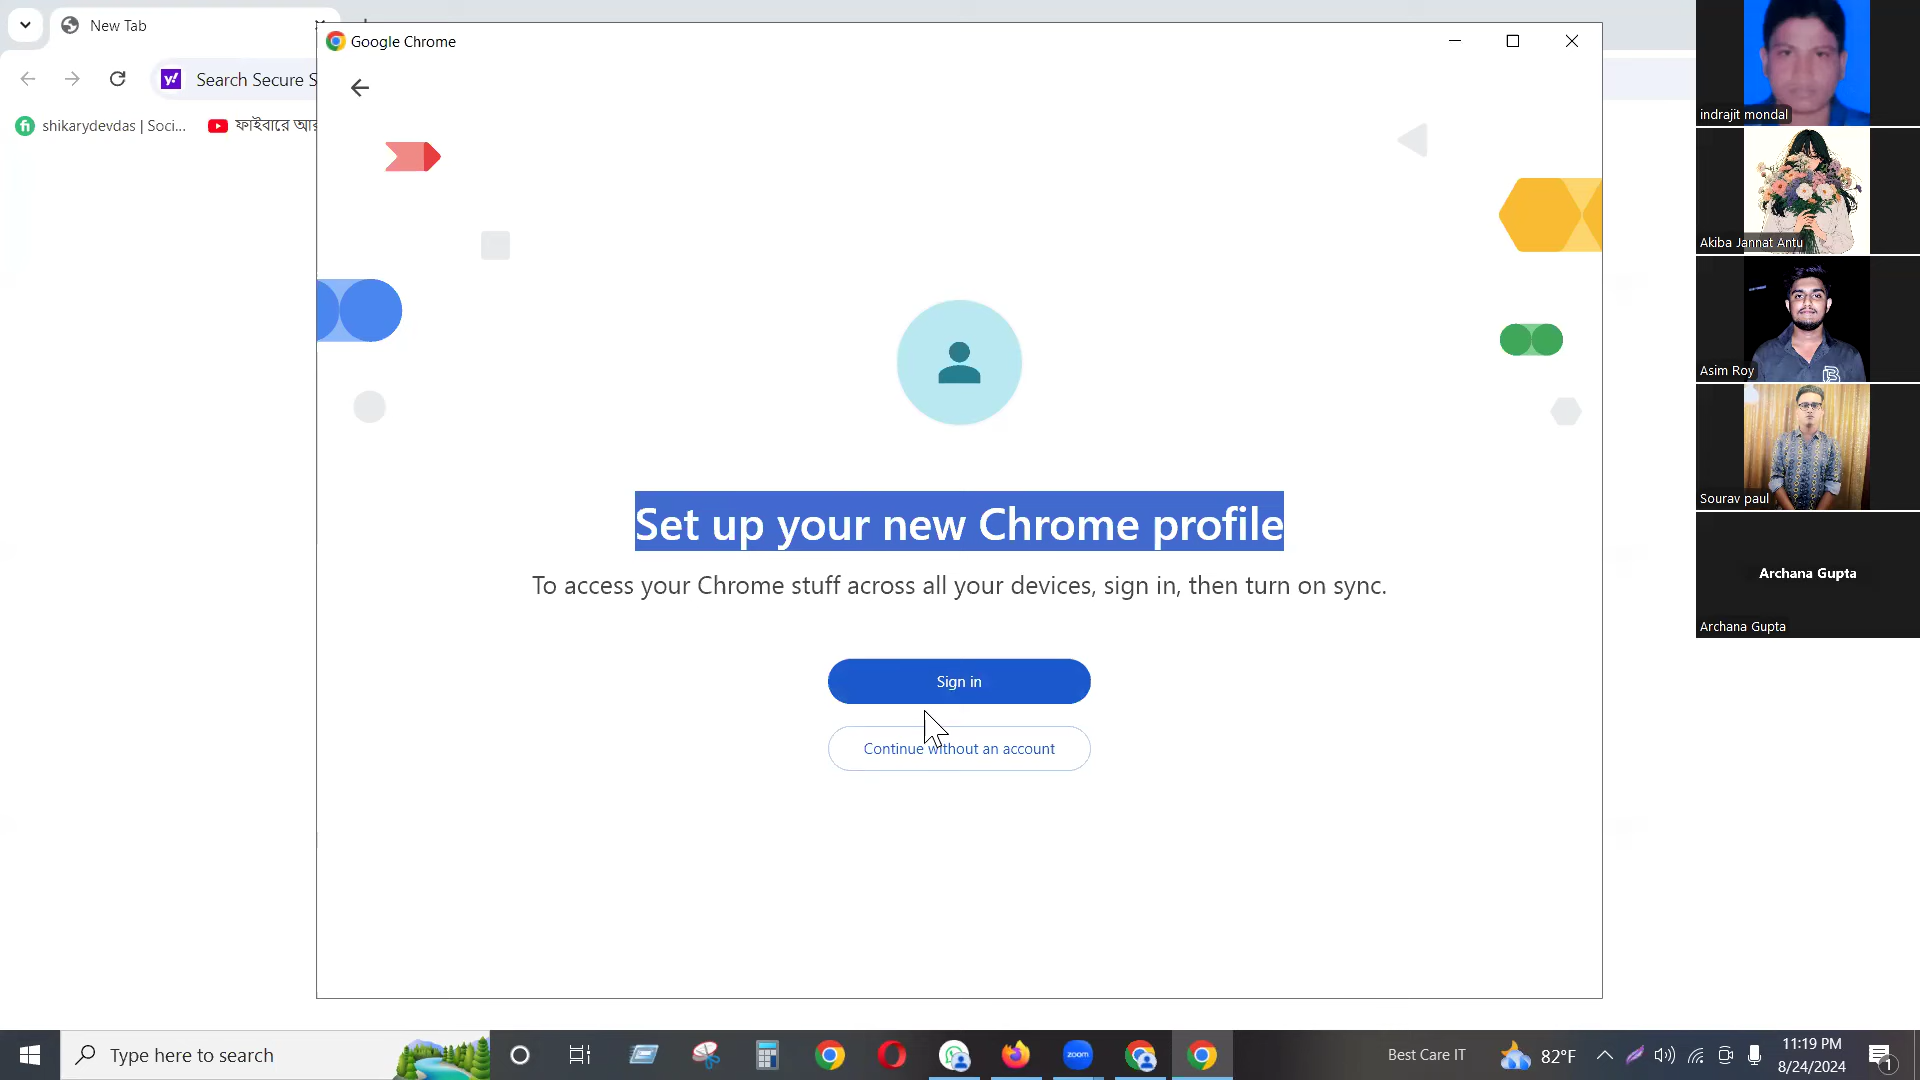 New Tab
Google Chrome
Search Secure S
shikarydevdas | Soci...
ফাইবারে আর
Set up your new Chrome profile
To access your Chrome stuff across all your devices, sign in, then turn on sync.
Sign in
Continue without an account
indrajit mondal
Akiba Jannat Antu
Asim Roy
Sourav paul
Archana Gupta
Archana Gupta
Type here to search
zoom
Best Care IT
82°F
11:19 PM
8/24/2024
1